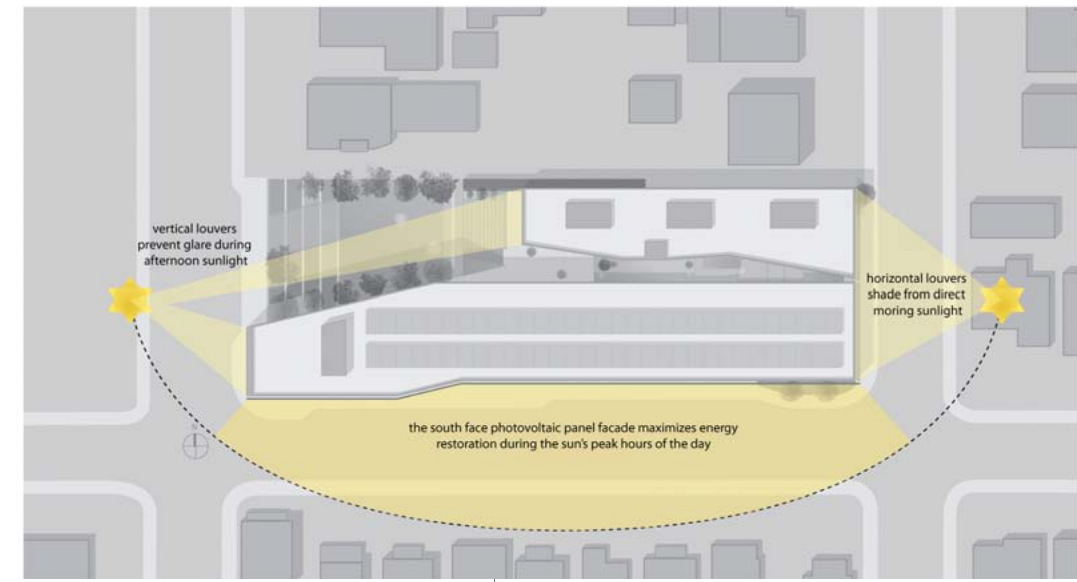 vertical louvers
prevent glare during
afternoon sunlight
horizontal louvers
shade from direct
moring sunlight
the south face photovoltaic panel facade maximizes energy
restoration during the sun's peak hours of the day